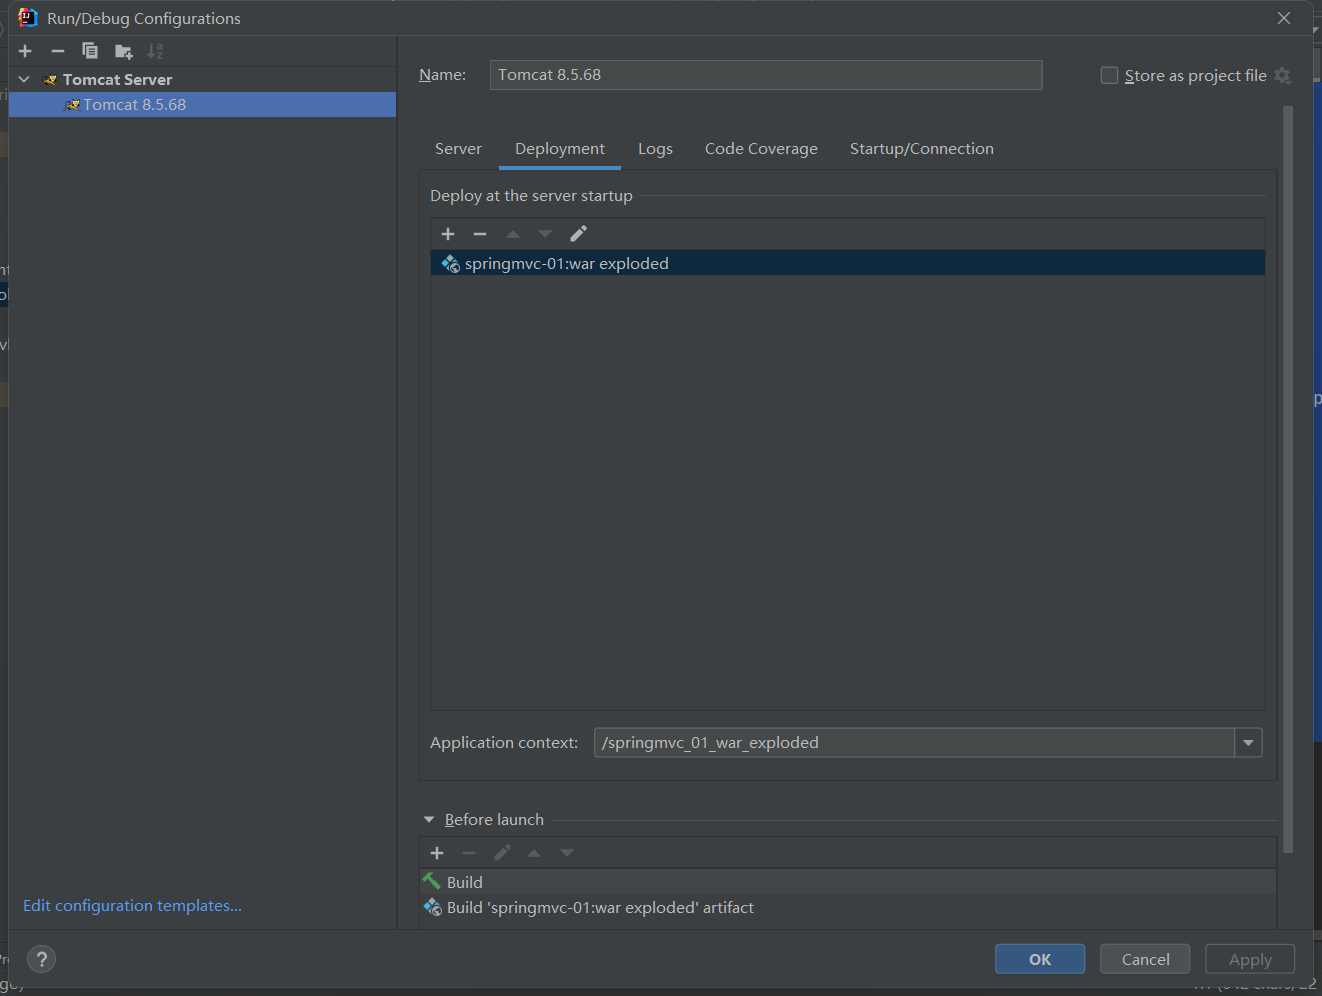 Run/Debug Configurations
Tomcat Server
Tomcat 8.5.68
Name: Tomcat 8.5.68
Store as project file
Server Deployment Logs Code Coverage Startup/Connection
Deploy at the server startup
springmvc-01:war exploded
Application context: /springmvc_01_war_exploded
Before launch
Build
Build 'springmvc-01:war exploded' artifact
Edit configuration templates...
? OK Cancel Apply